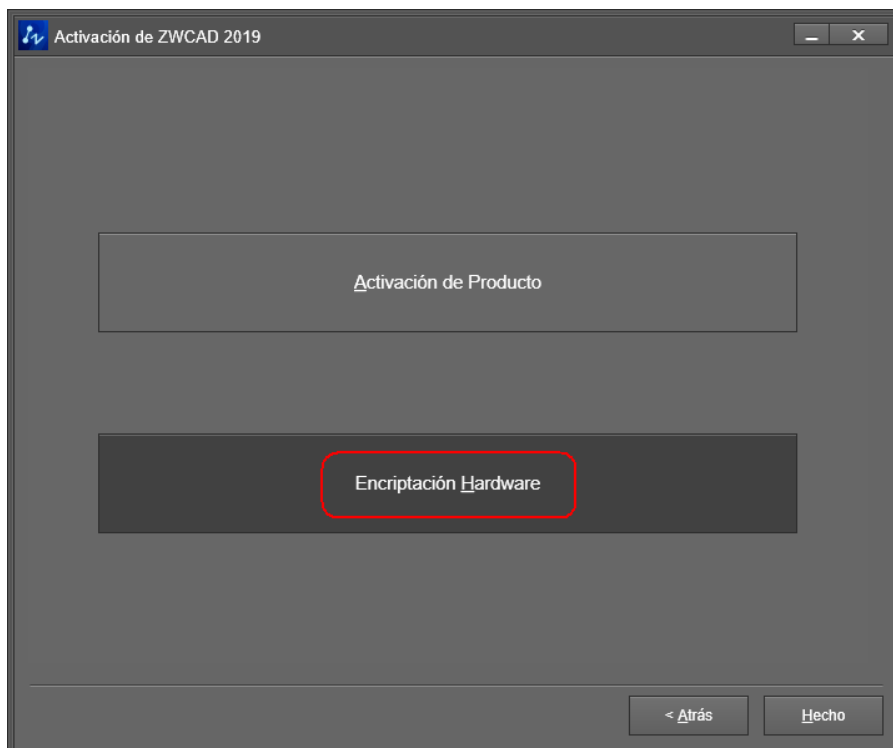 Activación de ZWCAD 2019
Activación de Producto
Encriptación Hardware
< Atrás
Hecho